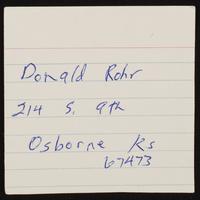 Donald Rohr
214 S. 9th
Osborne Ks
67473